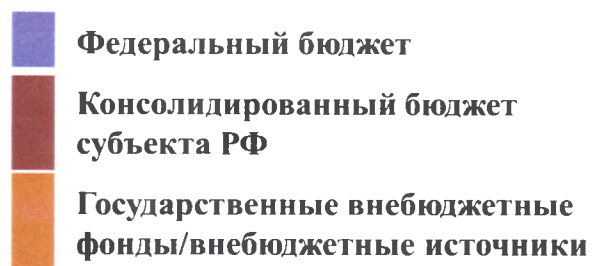 Федеральный бюджет
Консолидированный бюджет
субъекта РФ
Государственные внебюджетные
фонды/внебюджетные источники